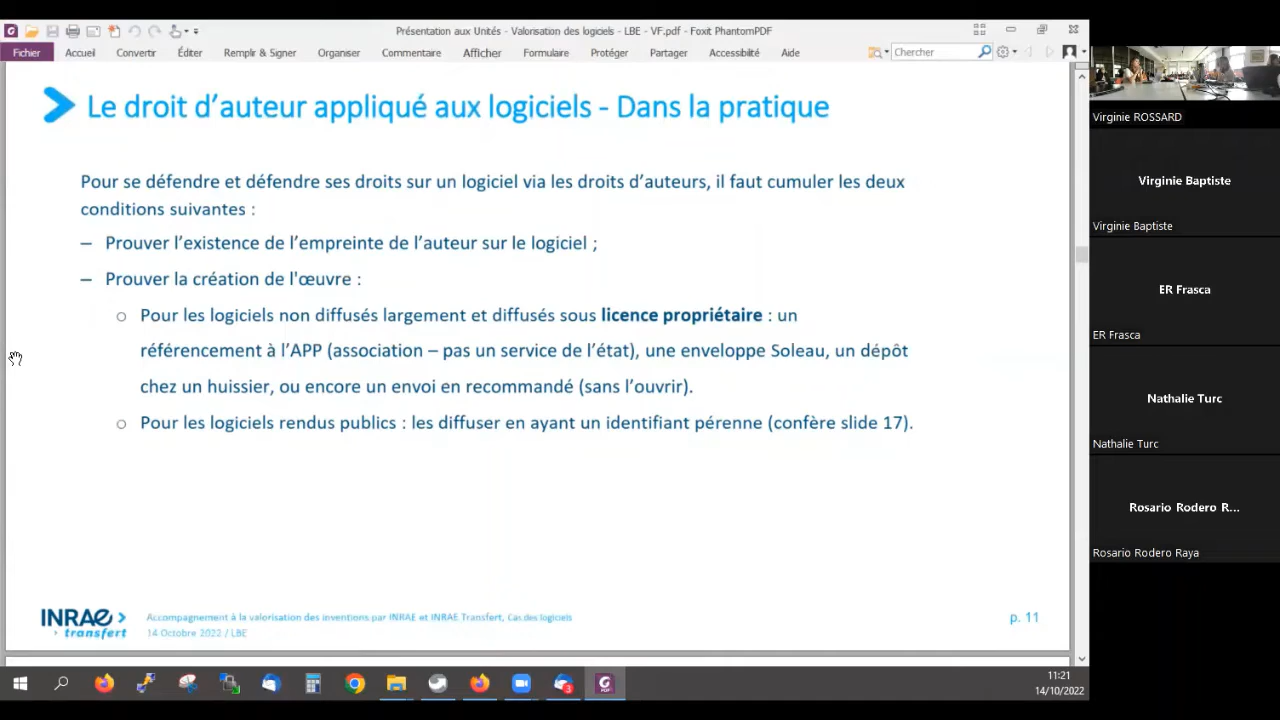 Présentation aux Unités - Valorisation des logiciels - LBE - VF.pdf - Foxit PhantomPDF
Fichier Accueil Convertir Éditer Remplir & Signer Organiser Commentaire Afficher Formulaire Protéger Partager Accessibilité Aide Chercher
Le droit d'auteur appliqué aux logiciels - Dans la pratique
Pour se défendre et défendre ses droits sur un logiciel via les droits d'auteurs, il faut cumuler les deux
conditions suivantes :
– Prouver l'existence de l'empreinte de l'auteur sur le logiciel ;
– Prouver la création de l'œuvre :
o Pour les logiciels non diffusés largement et diffusés sous licence propriétaire : un
référencement à l'APP (association – pas un service de l'état), une enveloppe Soleau, un dépôt
chez un huissier, ou encore un envoi en recommandé (sans l'ouvrir).
o Pour les logiciels rendus publics : les diffuser en ayant un identifiant pérenne (confère slide 17).
INRAE
transfert
Accompagnement à la valorisation des inventions par INRAE et INRAE Transfert, Cas des logiciels
14 Octobre 2022 / LBE
p. 11
11:21
14/10/2022
Virginie ROSSARD
Virginie Baptiste
Virginie Baptiste
ER Frasca
ER Frasca
Nathalie Turc
Nathalie Turc
Rosario Rodero R...
Rosario Rodero Raya